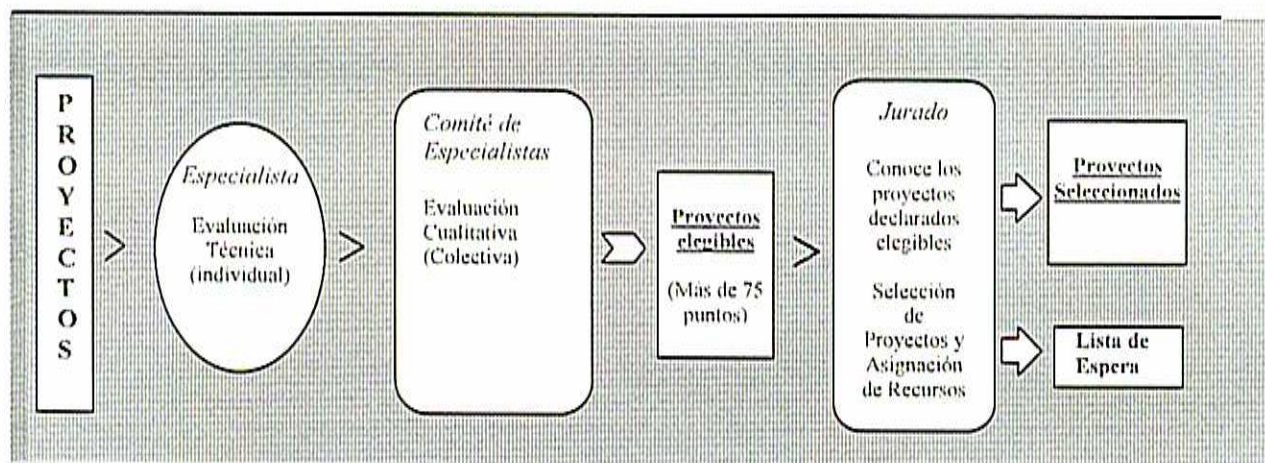 PROYECTOS
Especialista
Evaluación
Técnica
(individual)
Comité de
Especialistas
Evaluación
Cualitativa
(Colectiva)
Proyectos
elegibles
(Más de 75
puntos)
Jurado
Conoce los
proyectos
declarados
elegibles
Selección
de
Proyectos y
Asignación
de Recursos
Proyectos
Seleccionados
Lista de
Espera